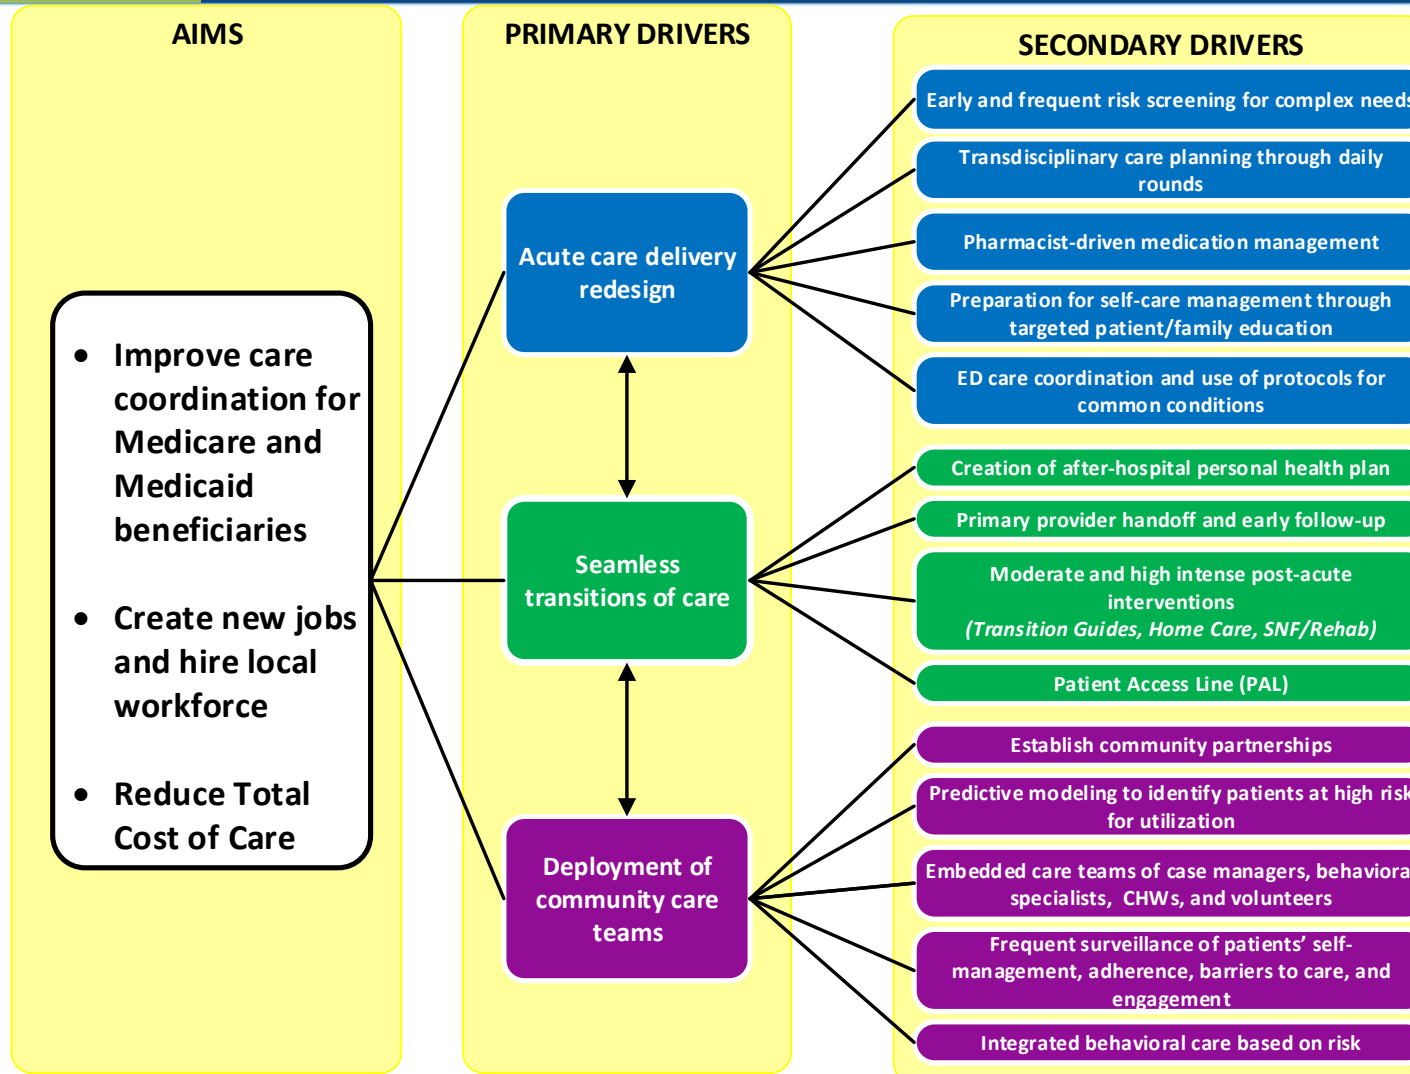 AIMS
• Improve care
coordination for
Medicare and
Medicaid
beneficiaries
• Create new jobs
and hire local
workforce
• Reduce Total
Cost of Care
PRIMARY DRIVERS
Acute care delivery
redesign
Seamless
transitions of care
Deployment of
community care
teams
SECONDARY DRIVERS
Early and frequent risk screening for complex needs
Transdisciplinary care planning through daily
rounds
Pharmacist-driven medication management
Preparation for self-care management through
targeted patient/family education
ED care coordination and use of protocols for
common conditions
Creation of after-hospital personal health plan
Primary provider handoff and early follow-up
Moderate and high intense post-acute
interventions
(Transition Guides, Home Care, SNF/Rehab)
Patient Access Line (PAL)
Establish community partnerships
Predictive modeling to identify patients at high risk
for utilization
Embedded care teams of case managers, behaviora
specialists, CHWs, and volunteers
Frequent surveillance of patients’ self-
management, adherence, barriers to care, and
engagement
Integrated behavioral care based on risk